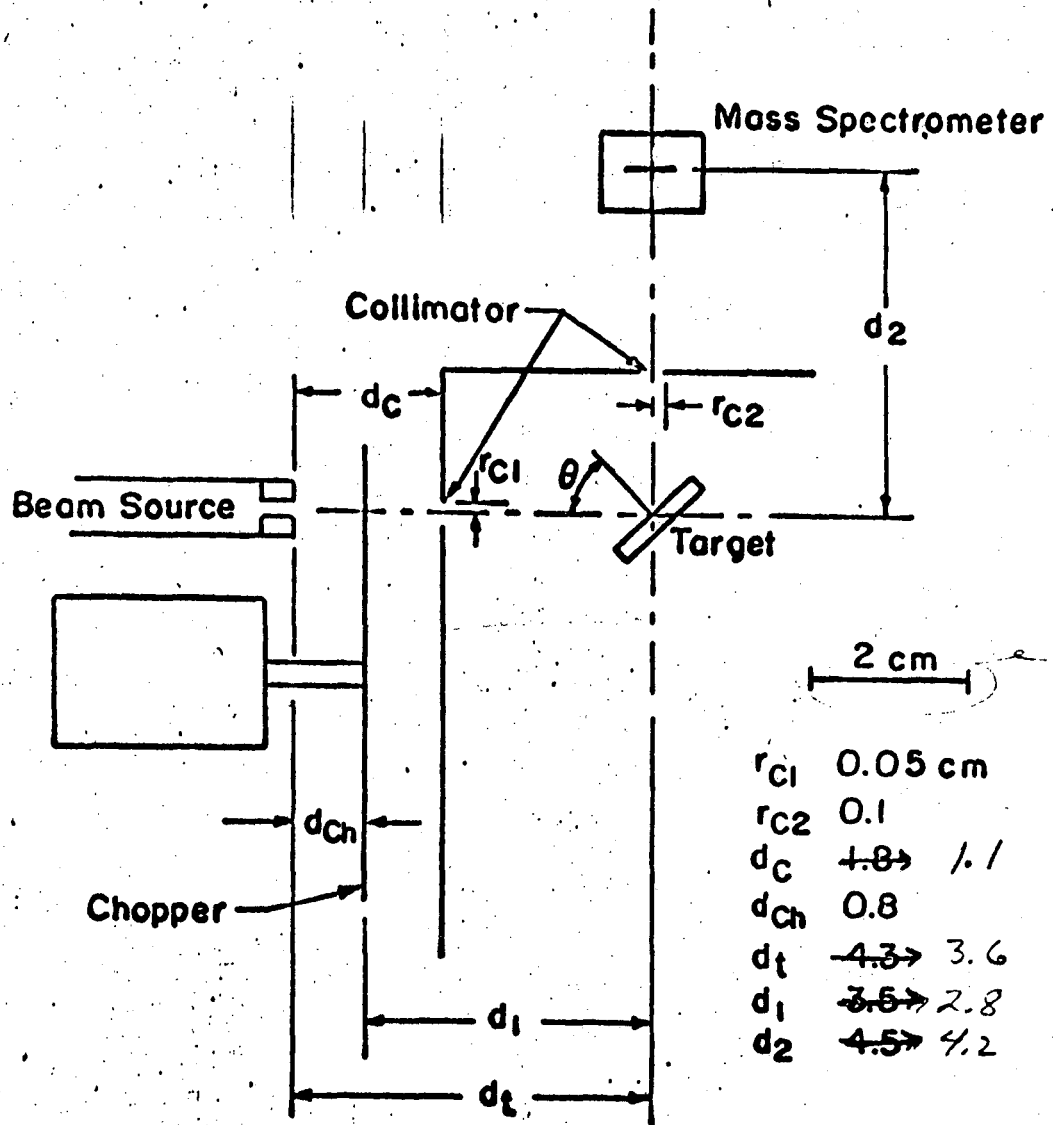 Mass Spectrometer
Collimator
d2
dC
rC2
rC1
θ
Beam Source
Target
2 cm
rC1 0.05 cm
rC2 0.1
dC 1.8 1.1
dCh 0.8
dt 4.3 3.6
d1 3.5 2.8
d2 4.5 4.2
dCh
Chopper
d1
dt